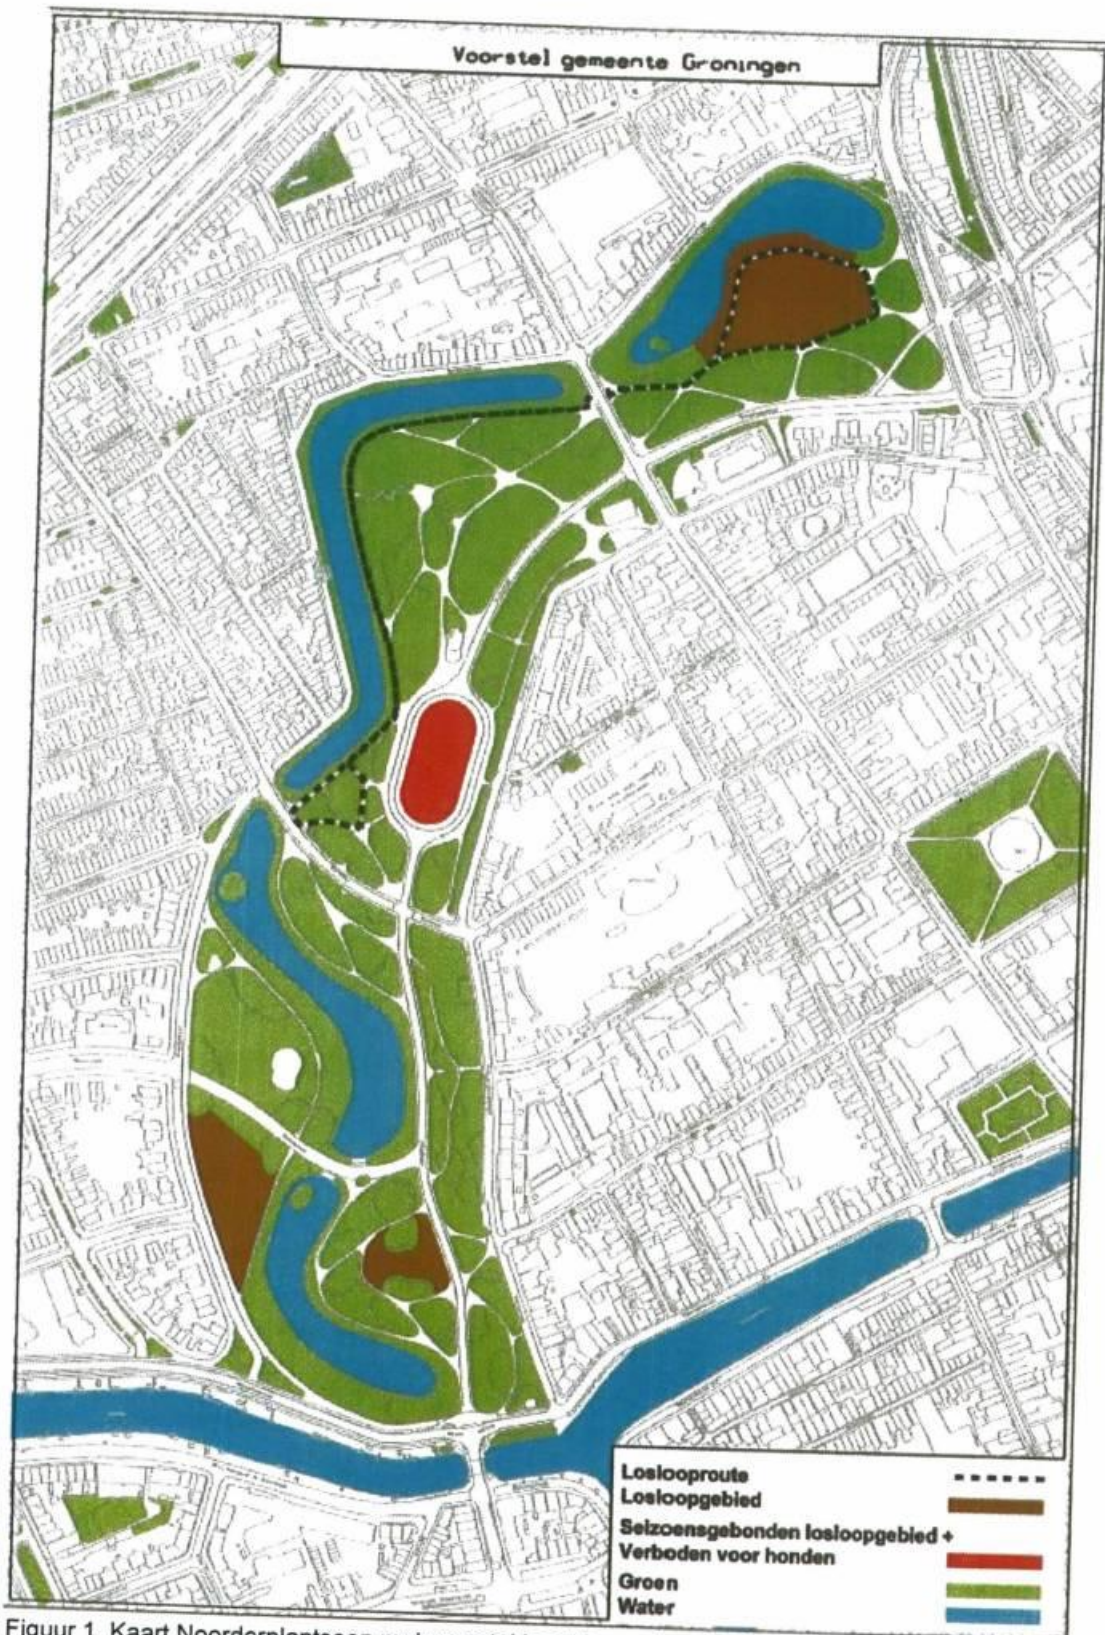 Voorstel gemeente Groningen
Loslooproute
Losloopgebied
Seizoensgebonden losloopgebied +
Verboden voor honden
Groen
Water
Figuur 1. Kaart Noorderplantsoen